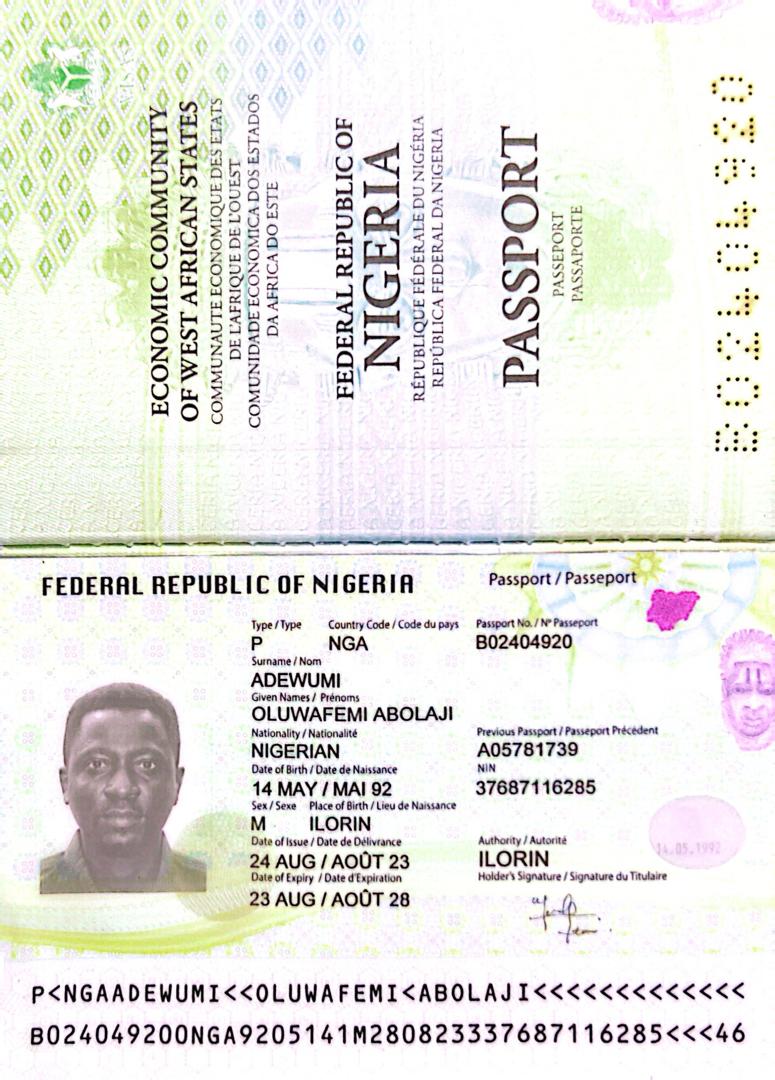 ECONOMIC COMMUNITY
OF WEST AFRICAN STATES
COMMUNAUTE ECONOMIQUE DES ETATS
DE L'AFRIQUE DE L'OUEST
COMUNIDADE ECONOMICA DOS ESTADOS
DA AFRICA DO ESTE
FEDERAL REPUBLIC OF
NIGERIA
RÉPUBLIQUE FÉDÉRALE DU NIGÉRIA
REPÚBLICA FEDERAL DA NIGERIA
PASSPORT
PASSEPORT
PASSAPORTE
B02404920
FEDERAL REPUBLIC OF NIGERIA
Passport / Passeport
Type / Type Country Code / Code du pays Passport No. / N° Passeport
P NGA B02404920
Surname / Nom
ADEWUMI
Given Names / Prénoms
OLUWAFEMI ABOLAJI
Nationality / Nationalité Previous Passport / Passeport Précédent
NIGERIAN A05781739
Date of Birth / Date de Naissance NIN
14 MAY / MAI 92 37687116285
Sex / Sexe Place of Birth / Lieu de Naissance
M ILORIN
Date of Issue / Date de Délivrance Authority / Autorité
24 AUG / AOÛT 23 ILORIN
Date of Expiry / Date d'Expiration Holder's Signature / Signature du Titulaire
23 AUG / AOÛT 28
14.05.1992
P<NGAADEWUMI<<OLUWAFEMI<ABOLAJI<<<<<<<<<<<<<
B024049200NGA9205141M280823337687116285<<<46